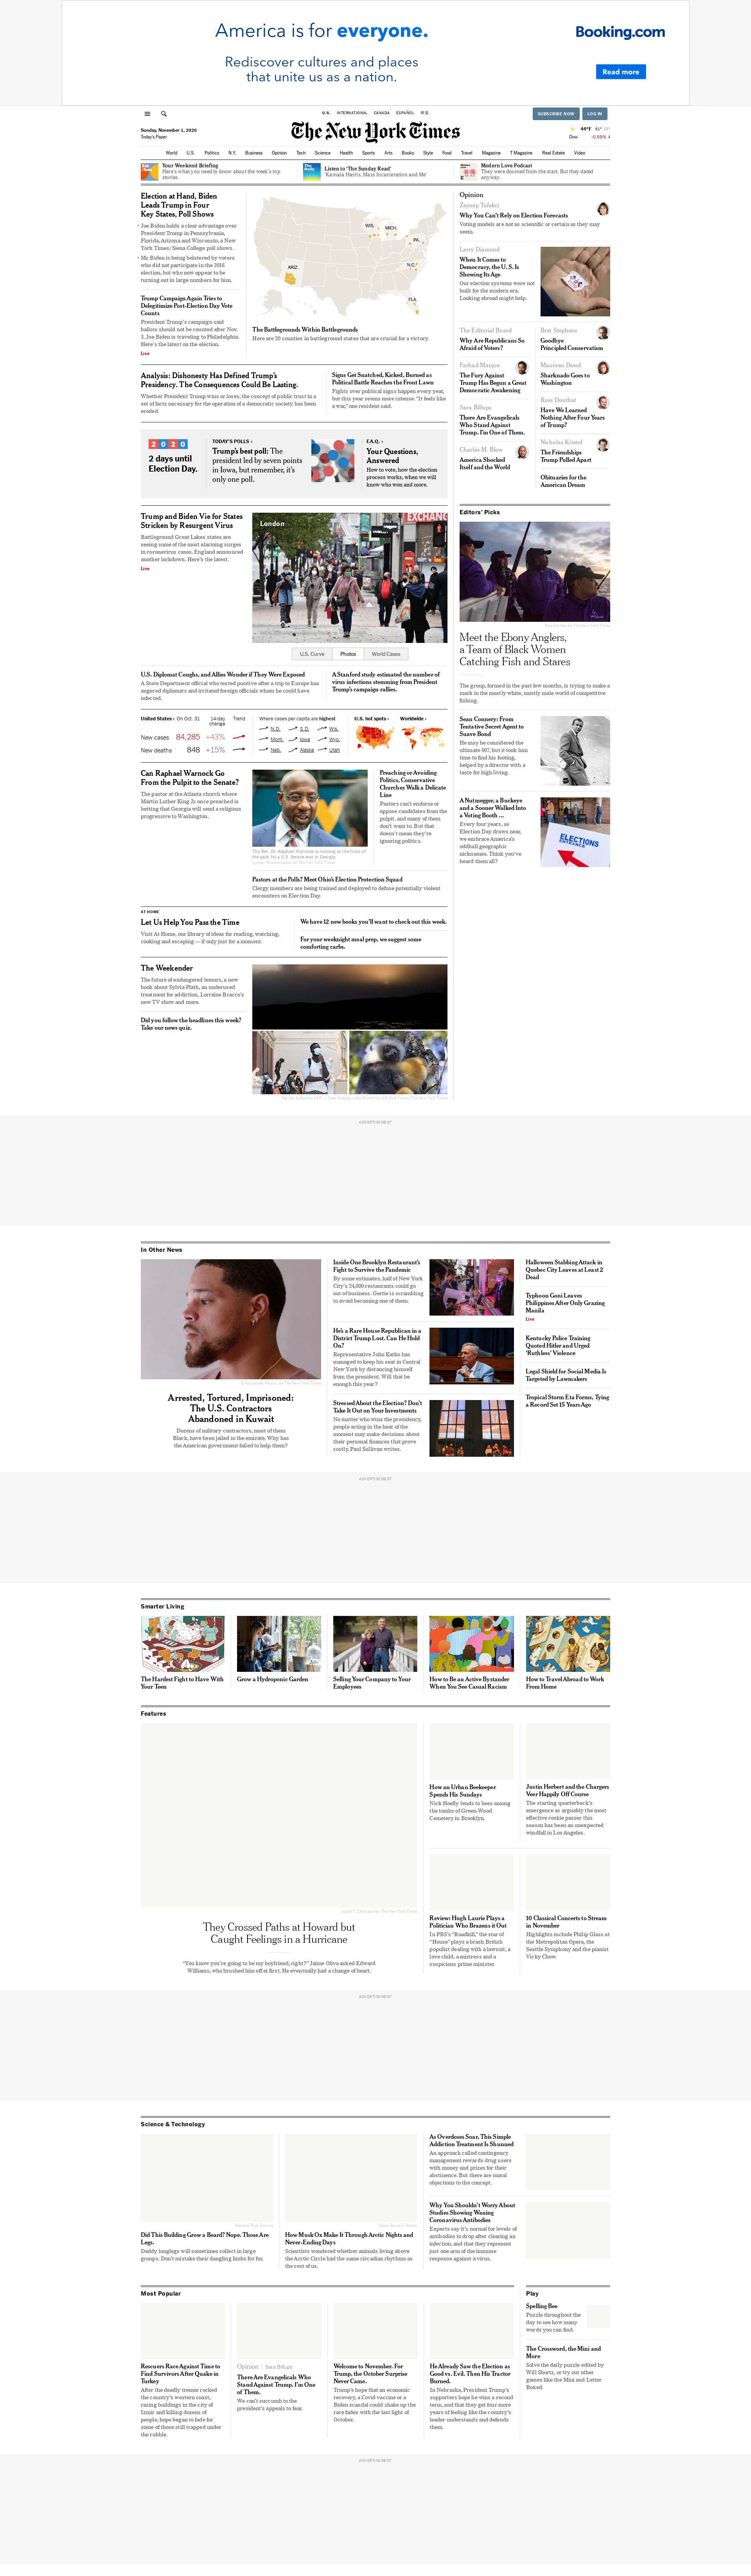 America is for everyone.
Booking.com
Rediscover cultures and places
that unite us as a nation.
Read more
U.S.
INTERNATIONAL
CANADA
ESPAÑOL
中文
SUBSCRIBE NOW
LOG IN
Sunday, November 1, 2020
Today's Paper
The New York Times
44°F
Dow
-0.59%
World
U.S.
Politics
N.Y.
Business
Opinion
Tech
Science
Health
Sports
Arts
Books
Style
Food
Travel
Magazine
T Magazine
Real Estate
Video
Your Weekend Briefing
Here's what you need to know about the week's top
stories.
Listen to 'The Sunday Read'
'Kamala Harris, Mass Incarceration and Me'
Modern Love Podcast
They were doomed from the start. But they dated
anyway.
Election at Hand, Biden
Leads Trump in Four
Key States, Poll Shows
Joe Biden holds a clear advantage over
President Trump in Pennsylvania,
Florida, Arizona and Wisconsin, a New
York Times/Siena College poll shows.
Mr. Biden is being bolstered by voters
who did not participate in the 2016
election, but who now appear to be
turning out in large numbers for him.
Trump Campaign Again Tries to
Delegitimize Post-Election Day Vote
Counts
President Trump's campaign said
ballots should not be counted after Nov.
3. Joe Biden is traveling to Philadelphia.
Here's the latest on the election.
Live
WIS.
MICH.
PA.
N.C.
ARIZ.
FLA.
The Battlegrounds Within Battlegrounds
Here are 20 counties in battleground states that are crucial for a victory.
Analysis: Dishonesty Has Defined Trump's
Presidency. The Consequences Could Be Lasting.
Whether President Trump wins or loses, the concept of public trust in a
set of facts necessary for the operation of a democratic society has been
eroded.
Signs Get Snatched, Kicked, Burned as
Political Battle Reaches the Front Lawn
Fights over political signs happen every year,
but this year seems more intense. "It feels like
a war," one resident said.
2020
2 days until
Election Day.
TODAY'S POLLS ›
Trump's best poll: The
president led by seven points
in Iowa, but remember, it's
only one poll.
F.A.Q. ›
Your Questions,
Answered
How to vote, how the election
process works, when we will
know who won and more.
Trump and Biden Vie for States
Stricken by Resurgent Virus
Battleground Great Lakes states are
seeing some of the most alarming surges
in coronavirus cases. England announced
another lockdown. Here's the latest.
Live
London
EXCHANGE
U.S. Curve
Photos
World Cases
U.S. Diplomat Coughs, and Allies Wonder if They Were Exposed
A State Department official who tested positive after a trip to Europe has
angered diplomats and irritated foreign officials whom he could have
infected.
A Stanford study estimated the number of
virus infections stemming from President
Trump's campaign rallies.
United States › On Oct. 31
14-day
change
Trend
New cases 84,285 +43%
New deaths 848 +15%
Where cases per capita are highest
N.D.
S.D.
Wis.
Mont.
Iowa
Wyo.
Neb.
Alaska
Utah
U.S. hot spots ›
Worldwide ›
Can Raphael Warnock Go
From the Pulpit to the Senate?
The pastor at the Atlanta church where
Martin Luther King Jr. once preached is
betting that Georgia will send a religious
progressive to Washington.
The Rev. Dr. Raphael Warnock is running at the front of
the pack for a U.S. Senate seat in Georgia.
Preaching or Avoiding
Politics, Conservative
Churches Walk a Delicate
Line
Pastors can't endorse or
oppose candidates from the
pulpit, and many of them
don't want to. But that
doesn't mean they're
ignoring politics.
Pastors at the Polls? Meet Ohio's Election Protection Squad
Clergy members are being trained and deployed to defuse potentially violent
encounters on Election Day.
AT HOME
Let Us Help You Pass the Time
Visit At Home, our library of ideas for reading, watching,
cooking and escaping — if only just for a moment.
We have 12 new books you'll want to check out this week.
For your weeknight meal prep, we suggest some
comforting carbs.
The Weekender
The future of endangered lemurs, a new
book about Sylvia Plath, an underused
treatment for addiction, Lorraine Bracco's
new TV show and more.
Did you follow the headlines this week?
Take our news quiz.
Opinion
Zeynep Tufekci
Why You Can't Rely on Election Forecasts
Voting models are not as scientific or certain as they may
seem.
Larry Diamond
When It Comes to
Democracy, the U.S. Is
Showing Its Age
Our election systems were not
built for the modern era.
Looking abroad might help.
The Editorial Board
Why Are Republicans So
Afraid of Voters?
Bret Stephens
Goodbye
Principled Conservatism
Farhad Manjoo
The Fury Against
Trump Has Begun a Great
Democratic Awakening
Maureen Dowd
Sharknado Goes to
Washington
Sara Billups
There Are Evangelicals
Who Stand Against
Trump. I'm One of Them.
Ross Douthat
Have We Learned
Nothing After Four Years
of Trump?
Charles M. Blow
America Shocked
Itself and the World
Nicholas Kristof
The Friendships
Trump Pulled Apart
Obituaries for the
American Dream
Editors' Picks
Meet the Ebony Anglers,
a Team of Black Women
Catching Fish and Stares
The group, formed in the past few months, is trying to make a
mark in the mostly white, mostly male world of competitive
fishing.
Sean Connery: From
Tentative Secret Agent to
Suave Bond
He may be considered the
ultimate 007, but it took him
time to find his footing,
helped by a director with a
taste for high living.
A Nutmegger, a Buckeye
and a Sooner Walked Into
a Voting Booth ...
Every four years, as
Election Day draws near,
we embrace America's
oddball geographic
nicknames. Think you've
heard them all?
ELECTIONS
ENTRANCE
ADVERTISEMENT
In Other News
Arrested, Tortured, Imprisoned:
The U.S. Contractors
Abandoned in Kuwait
Dozens of military contractors, most of them
Black, have been jailed in the emirate. Why has
the American government failed to help them?
Inside One Brooklyn Restaurant's
Fight to Survive the Pandemic
By some estimates, half of New York
City's 24,000 restaurants could go
out of business. Gertie is scrambling
to avoid becoming one of them.
He's a Rare House Republican in a
District Trump Lost. Can He Hold
On?
Representative John Katko has
managed to keep his seat in Central
New York by distancing himself
from the president. Will that be
enough this year?
Stressed About the Election? Don't
Take It Out on Your Investments
No matter who wins the presidency,
people acting in the heat of the
moment may make decisions about
their personal finances that prove
costly, Paul Sullivan writes.
Halloween Stabbing Attack in
Quebec City Leaves at Least 2
Dead
Typhoon Goni Leaves
Philippines After Only Grazing
Manila
Live
Kentucky Police Training
Quoted Hitler and Urged
'Ruthless' Violence
Legal Shield for Social Media Is
Targeted by Lawmakers
Tropical Storm Eta Forms, Tying
a Record Set 15 Years Ago
ADVERTISEMENT
Smarter Living
The Hardest Fight to Have With
Your Teen
Grow a Hydroponic Garden
Selling Your Company to Your
Employees
How to Be an Active Bystander
When You See Casual Racism
How to Travel Abroad to Work
From Home
Features
They Crossed Paths at Howard but
Caught Feelings in a Hurricane
"You know you're going to be my boyfriend, right?" Jaime Oliva asked Edward
Williams, who brushed him off at first. He eventually had a change of heart.
How an Urban Beekeeper
Spends His Sundays
Nick Hoefly tends to bees among
the tombs of Green-Wood
Cemetery in Brooklyn.
Justin Herbert and the Chargers
Veer Happily Off Course
The starting quarterback's
emergence as arguably the most
effective rookie passer this
season has been an unexpected
windfall in Los Angeles.
Review: Hugh Laurie Plays a
Politician Who Brazens it Out
In PBS's "Roadkill," the star of
"House" plays a brash British
populist dealing with a lawsuit, a
love child, a mistress and a
suspicious prime minister.
10 Classical Concerts to Stream
in November
Highlights include Philip Glass at
the Metropolitan Opera, the
Seattle Symphony and the pianist
Vicky Chow.
ADVERTISEMENT
Science & Technology
Did This Building Grow a Beard? Nope. Those Are
Legs.
Daddy longlegs will sometimes collect in large
groups. Don't mistake their dangling limbs for fur.
How Musk Ox Make It Through Arctic Nights and
Never-Ending Days
Scientists wondered whether animals living above
the Arctic Circle had the same circadian rhythms as
the rest of us.
As Overdoses Soar, This Simple
Addiction Treatment Is Shunned
An approach called contingency
management rewards drug users
with money and prizes for their
abstinence. But there are moral
objections to the concept.
Why You Shouldn't Worry About
Studies Showing Waning
Coronavirus Antibodies
Experts say it's normal for levels of
antibodies to drop after clearing an
infection, and that they represent
just one arm of the immune
response against a virus.
Most Popular
Rescuers Race Against Time to
Find Survivors After Quake in
Turkey
After the deadly tremor rocked
the country's western coast,
razing buildings in the city of
Izmir and killing dozens of
people, hope began to fade for
some of those still trapped under
the rubble.
Opinion | Sara Billups
There Are Evangelicals Who
Stand Against Trump. I'm One
of Them.
We can't succumb to the
president's appeals to fear.
Welcome to November. For
Trump, the October Surprise
Never Came.
Trump's hope that an economic
recovery, a Covid vaccine or a
Biden scandal could shake up the
race fades with the last light of
October.
He Already Saw the Election as
Good vs. Evil. Then His Tractor
Burned.
In Nebraska, President Trump's
supporters hope he wins a second
term, and that they get four more
years of feeling like the country's
leader understands and defends
them.
Play
Spelling Bee
Puzzle throughout the
day to see how many
words you can find.
The Crossword, the Mini and
More
Solve the daily puzzle edited by
Will Shortz, or try out other
games like the Mini and Letter
Boxed.
ADVERTISEMENT